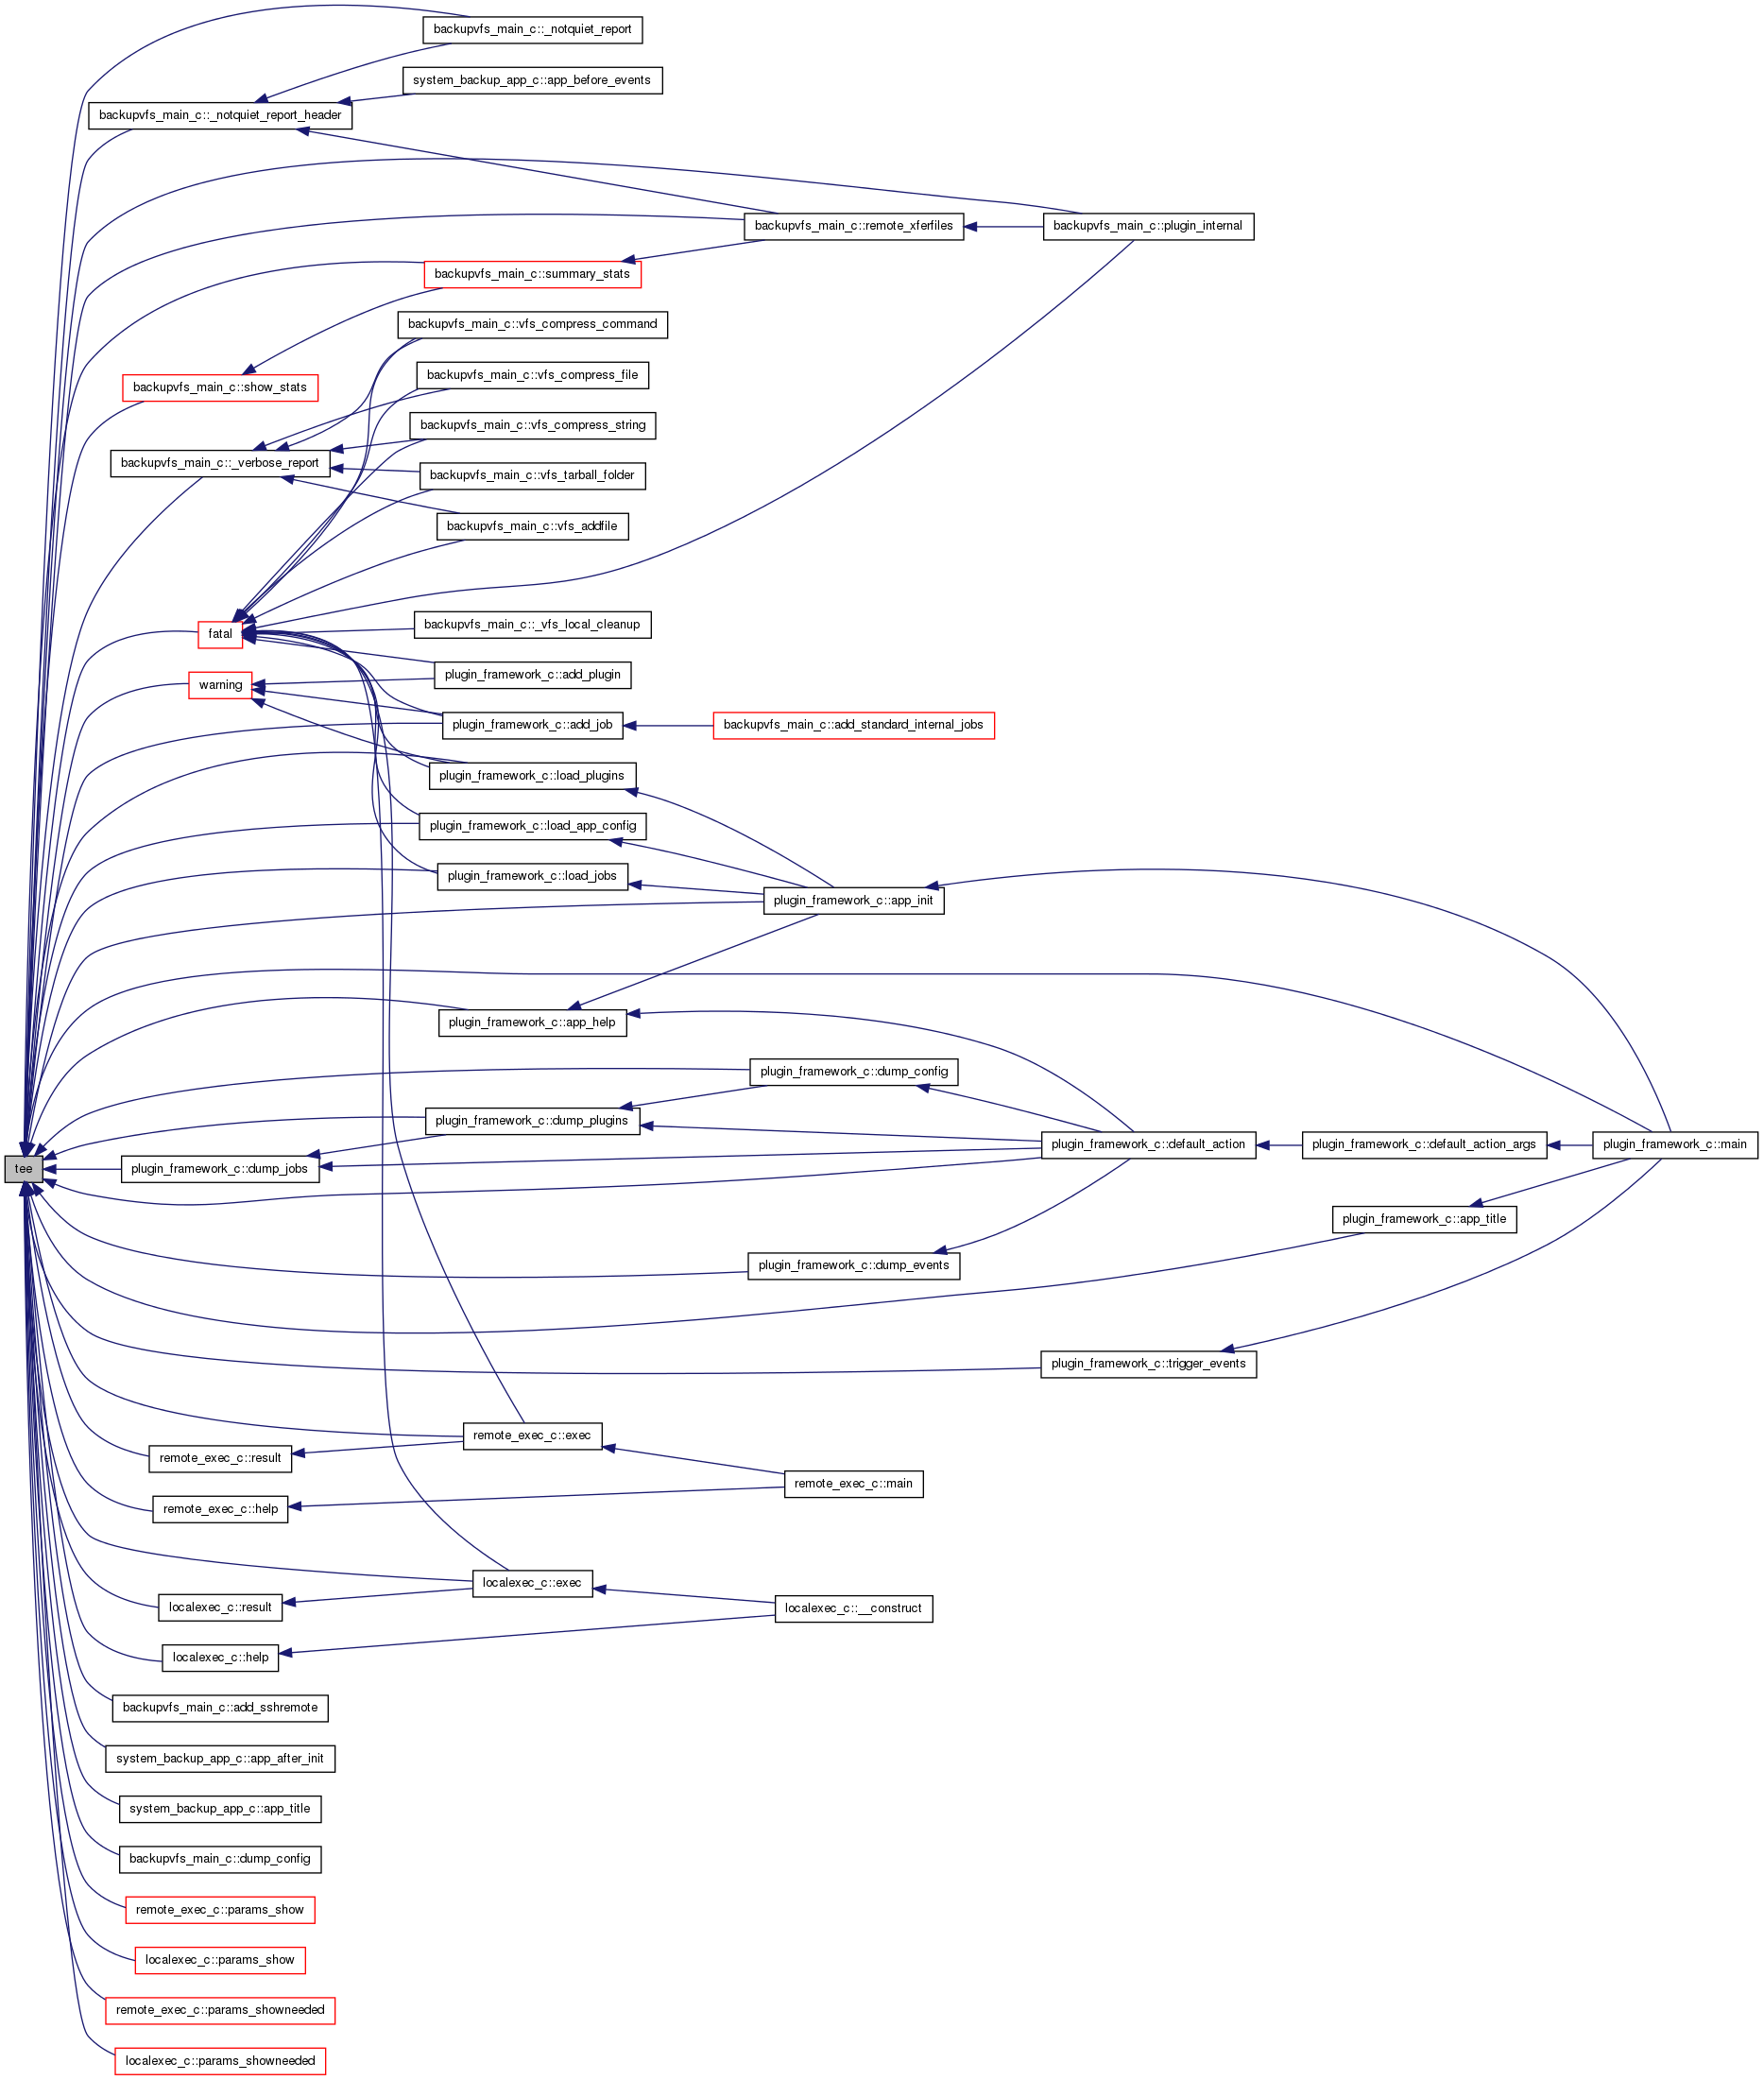 backupvfs_main_c::_notquiet_report
system_backup_app_c::app_before_events
backupvfs_main_c::_notquiet_report_header
backupvfs_main_c::remote_xferfiles
backupvfs_main_c::plugin_internal
backupvfs_main_c::summary_stats
backupvfs_main_c::vfs_compress_command
backupvfs_main_c::vfs_compress_file
backupvfs_main_c::show_stats
backupvfs_main_c::vfs_compress_string
backupvfs_main_c::_verbose_report
backupvfs_main_c::vfs_tarball_folder
backupvfs_main_c::vfs_addfile
backupvfs_main_c::_vfs_local_cleanup
fatal
plugin_framework_c::add_plugin
warning
plugin_framework_c::add_job
backupvfs_main_c::add_standard_internal_jobs
plugin_framework_c::load_plugins
plugin_framework_c::load_app_config
plugin_framework_c::load_jobs
plugin_framework_c::app_init
plugin_framework_c::app_help
plugin_framework_c::dump_config
plugin_framework_c::dump_plugins
plugin_framework_c::default_action
plugin_framework_c::default_action_args
plugin_framework_c::main
tee
plugin_framework_c::dump_jobs
plugin_framework_c::app_title
plugin_framework_c::dump_events
plugin_framework_c::trigger_events
remote_exec_c::exec
remote_exec_c::result
remote_exec_c::main
remote_exec_c::help
localexec_c::exec
localexec_c::result
localexec_c::__construct
localexec_c::help
backupvfs_main_c::add_sshremote
system_backup_app_c::app_after_init
system_backup_app_c::app_title
backupvfs_main_c::dump_config
remote_exec_c::params_show
localexec_c::params_show
remote_exec_c::params_showneeded
localexec_c::params_showneeded